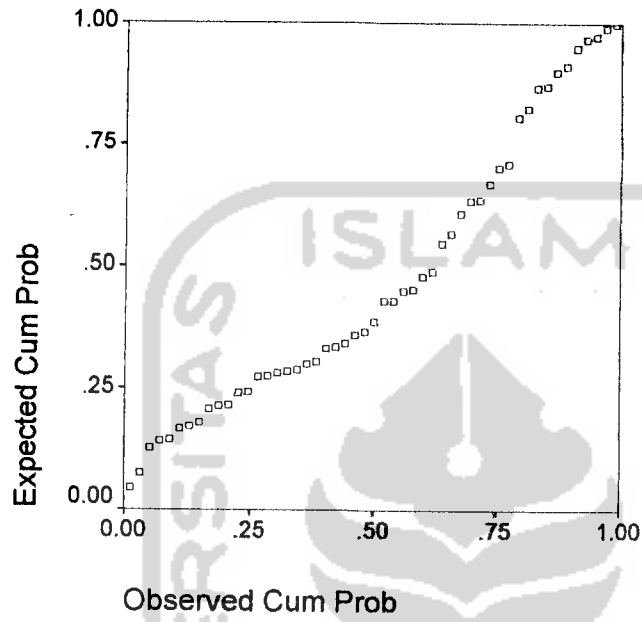 1.00
.75
.50
.25
0.00
Expected Cum Prob
0.00 .25 .50 .75 1.00
Observed Cum Prob
ISLAM
ERSITAS